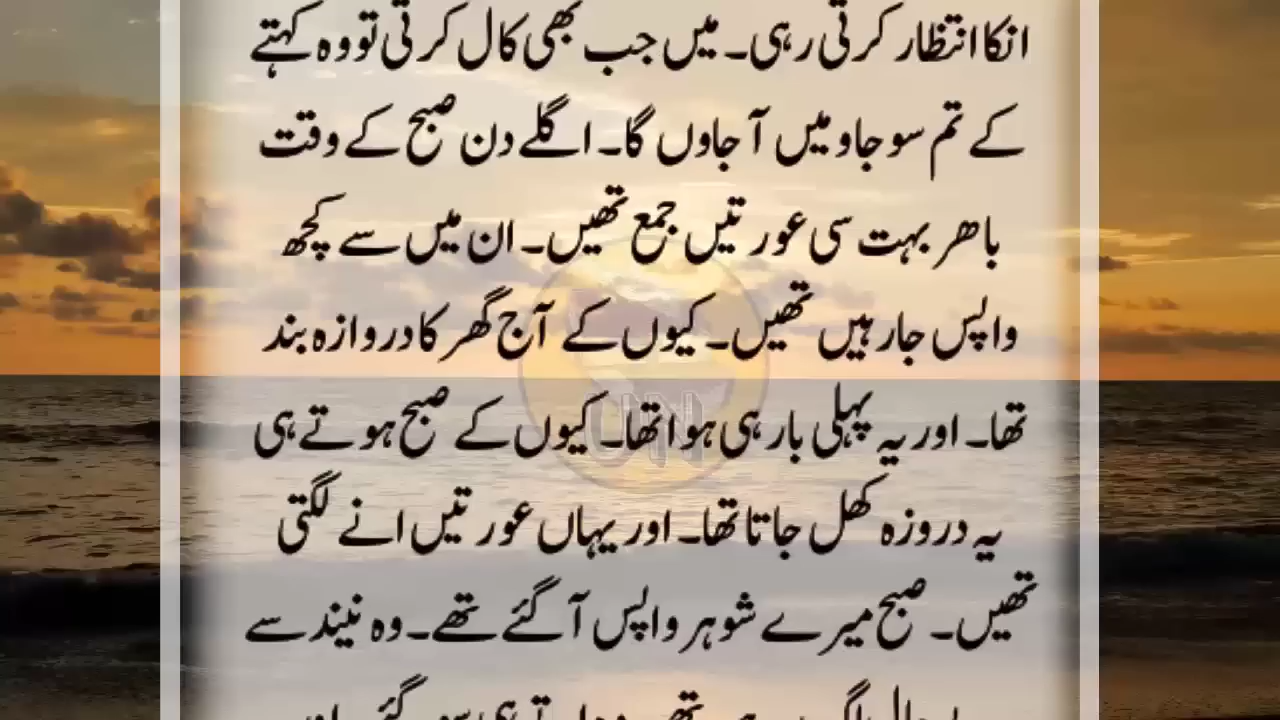 انکا انتظار کرتی رہی۔ میں جب بھی کال کرتی تو وہ کہتے
کے تم سو جاو میں آ جاوں گا۔ اگلے دن صبح کے وقت
باھر بہت سی عورتیں جمع تھیں۔ ان میں سے کچھ
واپس جا رہیں تھیں۔ کیوں کے آج گھر کا دروازہ بند
تھا۔ اور یہ پہلی بار ہی ہوا تھا۔ کیوں کے صبح ہوتے ہی
یہ دروزہ کھل جاتا تھا۔ اور یہاں عورتیں انے لگتی
تھیں۔ صبح میرے شوہر واپس آ گئے تھے۔ وہ نیند سے
UNN